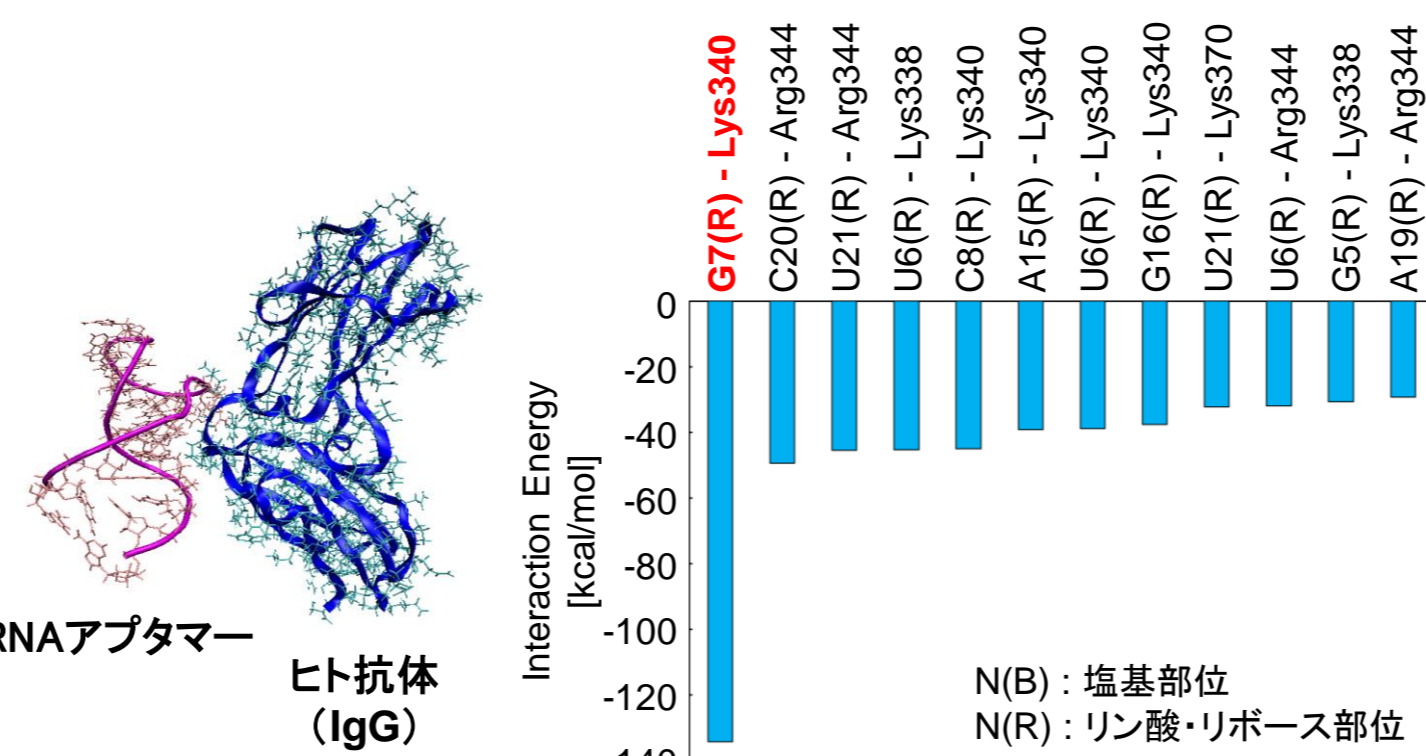 RNAアプタマー
ヒト抗体
（IgG）
G7(R) - Lys340
C20(R) - Arg344
U21(R) - Arg344
U6(R) - Lys338
C8(R) - Lys340
A15(R) - Lys340
U6(R) - Lys340
G16(R) - Lys340
U21(R) - Lys370
U6(R) - Arg344
G5(R) - Lys338
A19(R) - Arg344
Interaction Energy
[kcal/mol]
0
-20
-40
-60
-80
-100
-120
-140
N(B) : 塩基部位
N(R) : リン酸・リボース部位